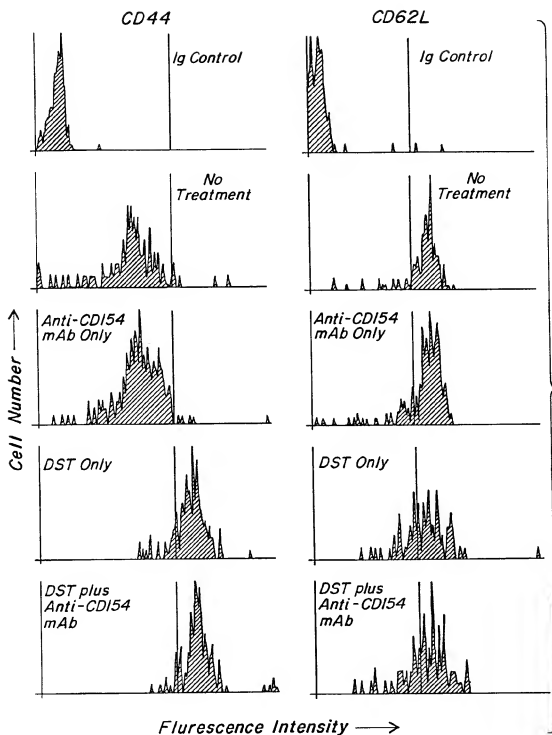 CD44
CD62L
Ig Control
Ig Control
No
Treatment
No
Treatment
Anti-CD154
mAb Only
Anti-CD154
mAb Only
DST Only
DST Only
DST plus
Anti-CD154
mAb
DST plus
Anti-CD154
mAb
Cell Number
Flurescence Intensity